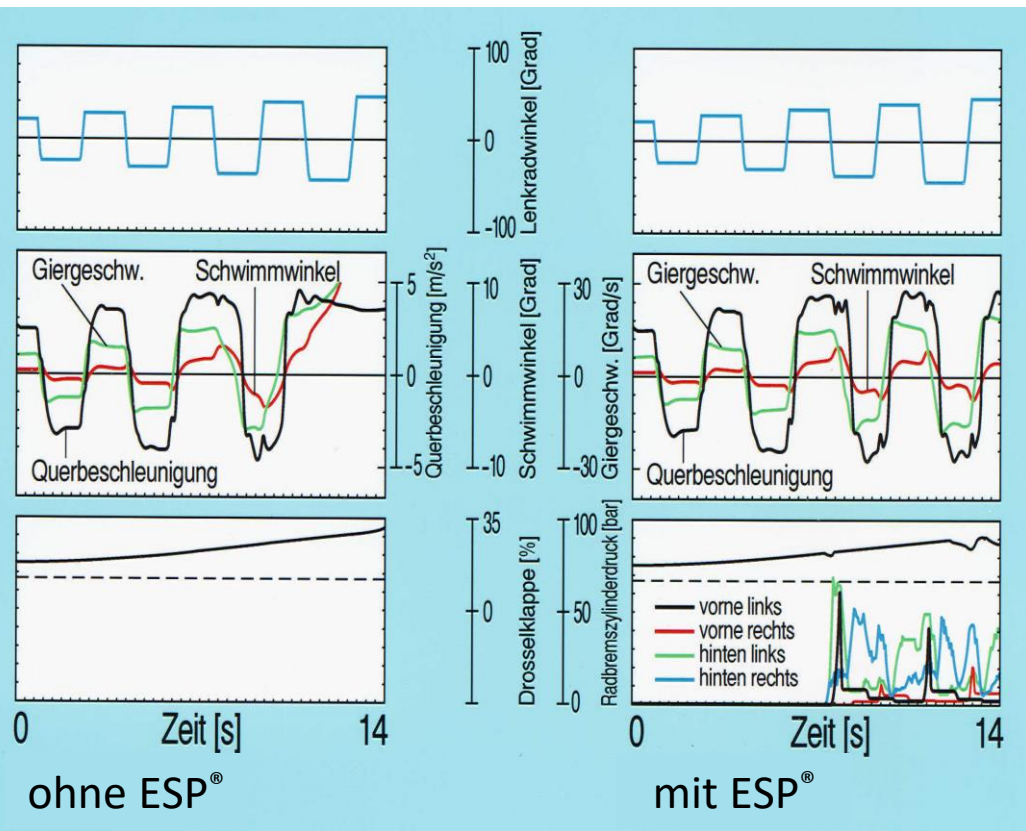 100
0
-100
Lenkradwinkel [Grad]
Giergeschw.
Schwimmwinkel
Querbeschleunigung
5
0
-5
Querbeschleunigung [m/s²]
10
0
-10
Schwimmwinkel [Grad]
30
0
-30
Giergeschw. [Grad/s]
Giergeschw.
Schwimmwinkel
Querbeschleunigung
35
0
Drosselklappe [%]
100
50
0
Radbremszylinderdruck [bar]
vorne links
vorne rechts
hinten links
hinten rechts
0
Zeit [s]
14
0
Zeit [s]
14
ohne ESP®
mit ESP®